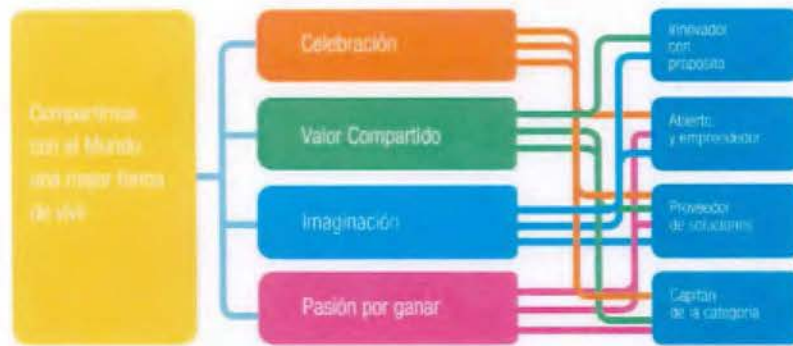 Compartimos
con el Mundo
una mejor forma
de vivir
Celebración
Valor Compartido
Imaginación
Pasión por ganar
Innovador
con
propósito
Abierto
y emprendedor
Proveedor
de soluciones
Capitán
de la categoría